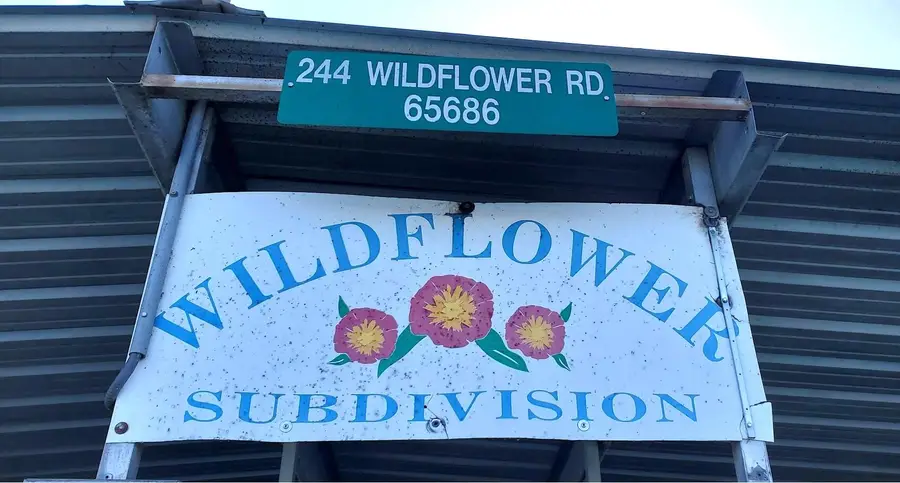 244 WILDFLOWER RD
65686
WILDFLOWER
SUBDIVISION